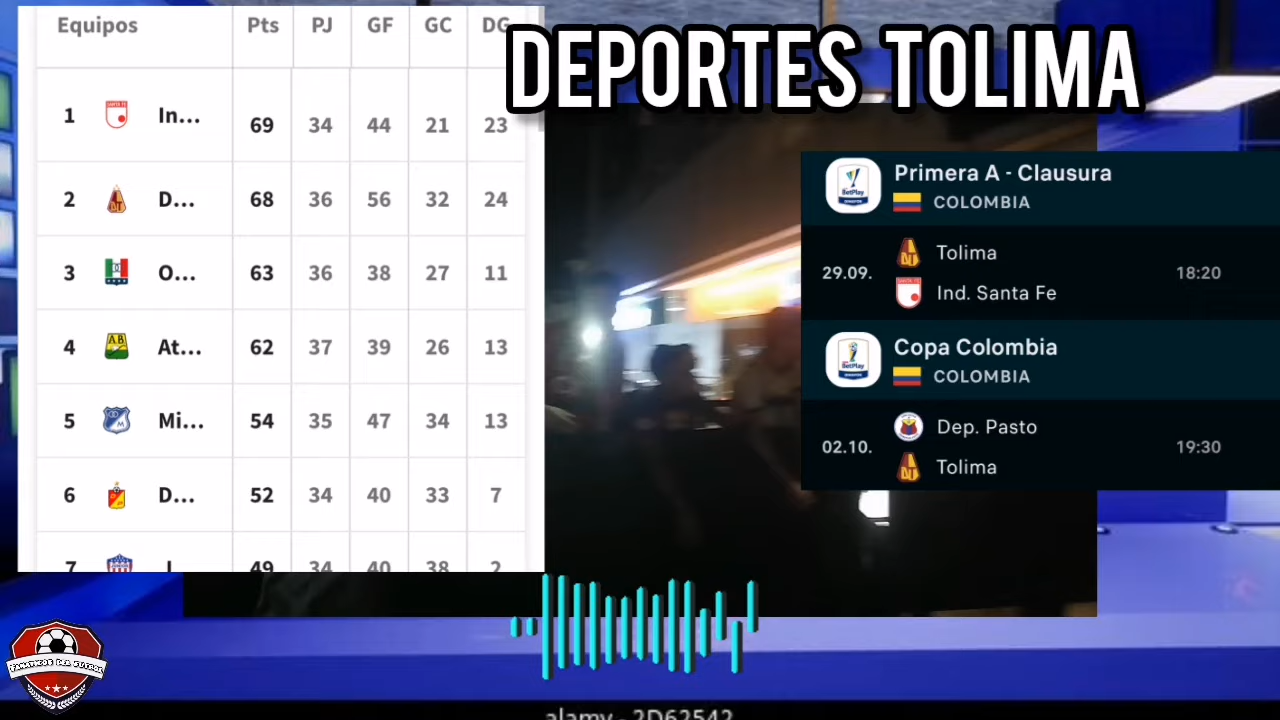 DEPORTES TOLIMA
Equipos Pts PJ GF GC DG
1 In... 69 34 44 21 23
2 D... 68 36 56 32 24
3 O... 63 36 38 27 11
4 At... 62 37 39 26 13
5 Mi... 54 35 47 34 13
6 D... 52 34 40 33 7
7 49 34 40 38 2
Primera A - Clausura
COLOMBIA
29.09. Tolima 18:20
Ind. Santa Fe
Copa Colombia
COLOMBIA
02.10. Dep. Pasto 19:30
Tolima
alamy - 2D62542